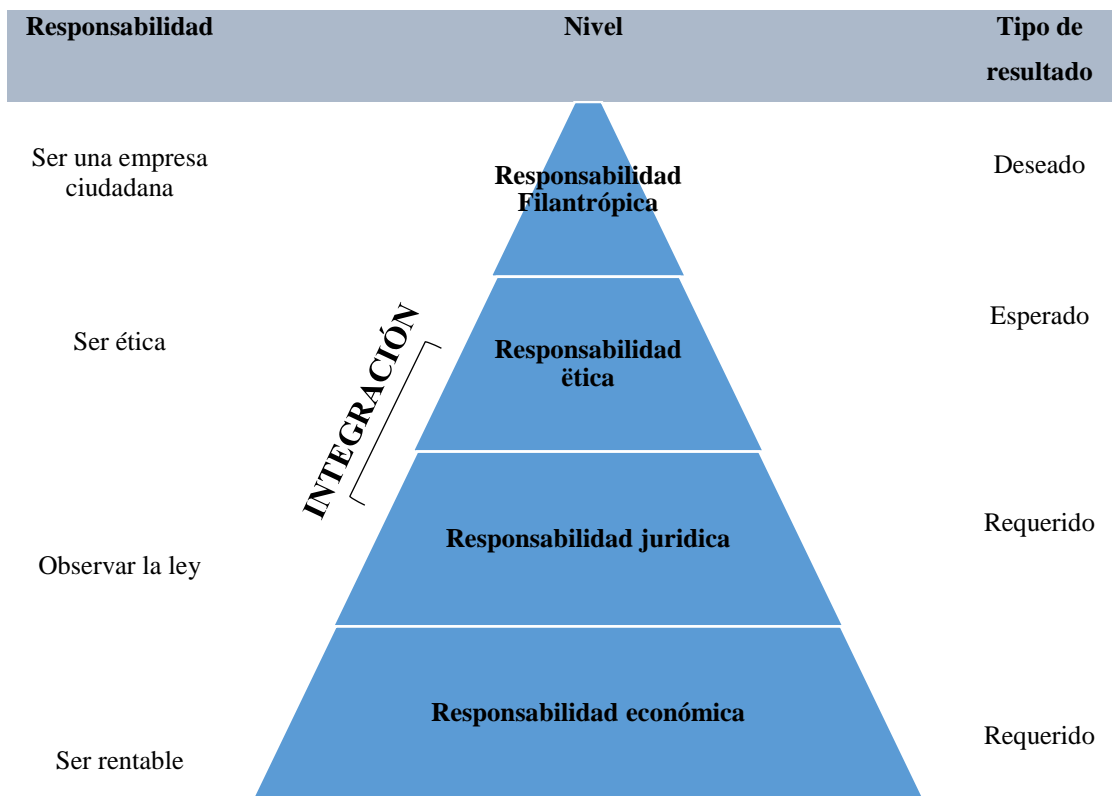 Responsabilidad
Nivel
Tipo de
resultado
Ser una empresa
ciudadana
Responsabilidad
Filantrópica
Deseado
Ser ética
INTEGRACIÓN
Responsabilidad
ëtica
Esperado
Observar la ley
Responsabilidad juridica
Requerido
Ser rentable
Responsabilidad económica
Requerido